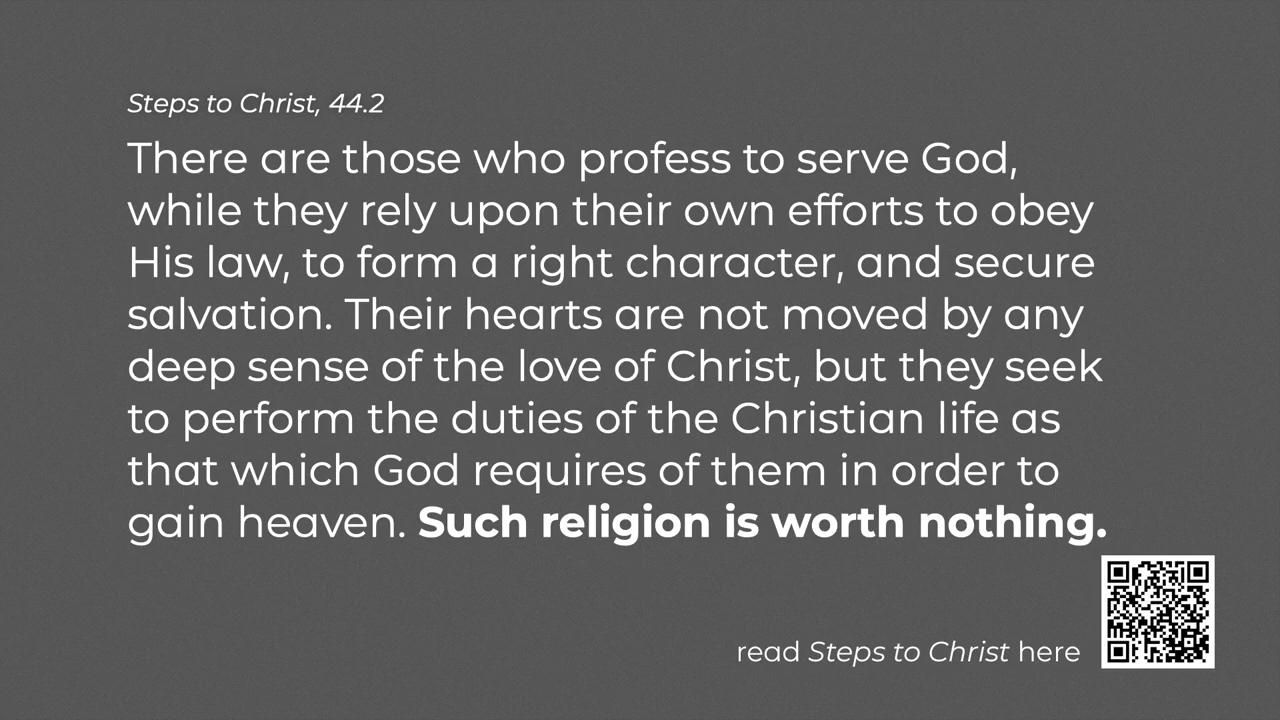 Steps to Christ, 44.2
There are those who profess to serve God,
while they rely upon their own efforts to obey
His law, to form a right character, and secure
salvation. Their hearts are not moved by any
deep sense of the love of Christ, but they seek
to perform the duties of the Christian life as
that which God requires of them in order to
gain heaven. Such religion is worth nothing.
read Steps to Christ here